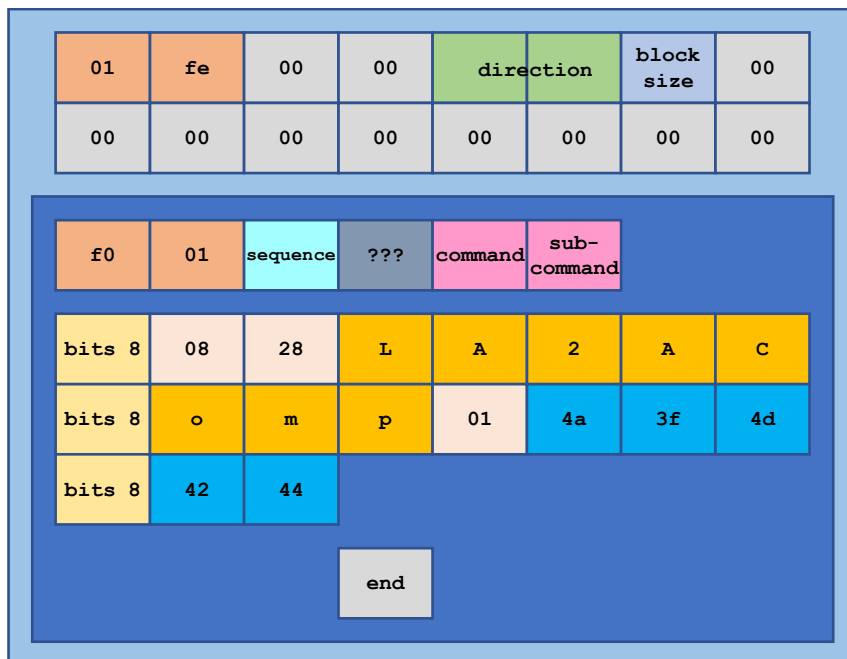 01 fe 00 00 direction block size 00
00 00 00 00 00 00 00 00
f0 01 sequence ??? command sub-command
bits 8 08 28 L A 2 A C
bits 8 o m p 01 4a 3f 4d
bits 8 42 44
end